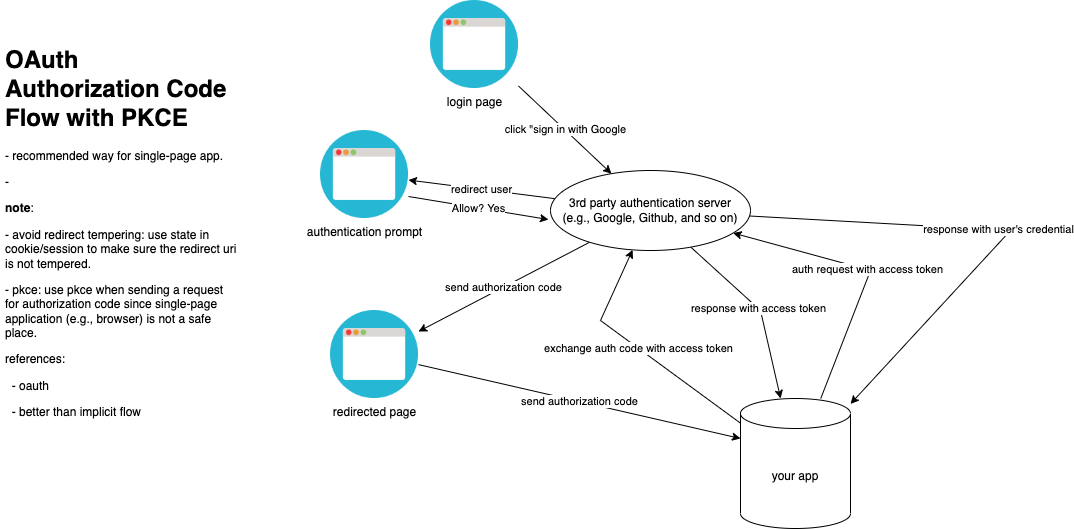 OAuth
Authorization Code
Flow with PKCE
- recommended way for single-page app.
-
note:
- avoid redirect tempering: use state in
cookie/session to make sure the redirect uri
is not tempered.
- pkce: use pkce when sending a request
for authorization code since single-page
application (e.g., browser) is not a safe
place.
references:
- oauth
- better than implicit flow
login page
click "sign in with Google
redirect user
Allow? Yes
authentication prompt
3rd party authentication server
(e.g., Google, Github, and so on)
response with user's credential
auth request with access token
send authorization code
response with access token
exchange auth code with access token
redirected page
send authorization code
your app